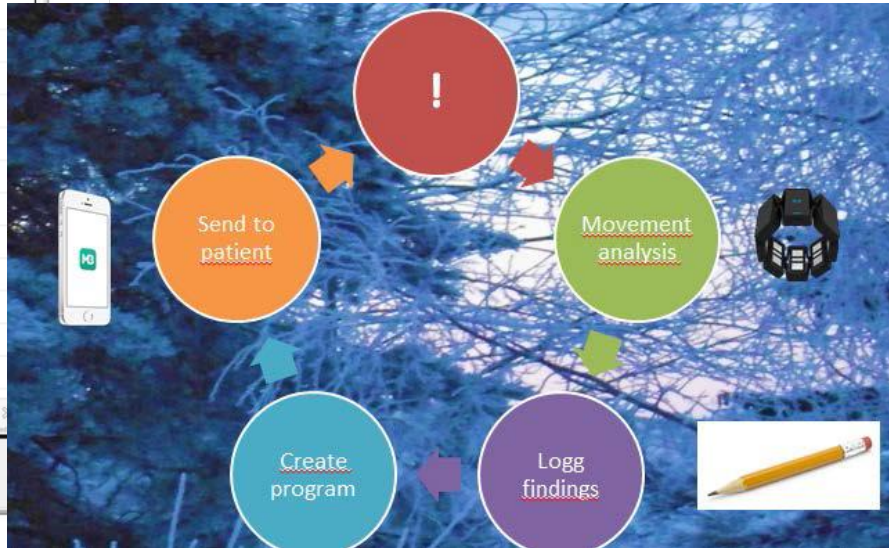 !
Movement
analysis
Logg
findings
Create
program
Send to
patient